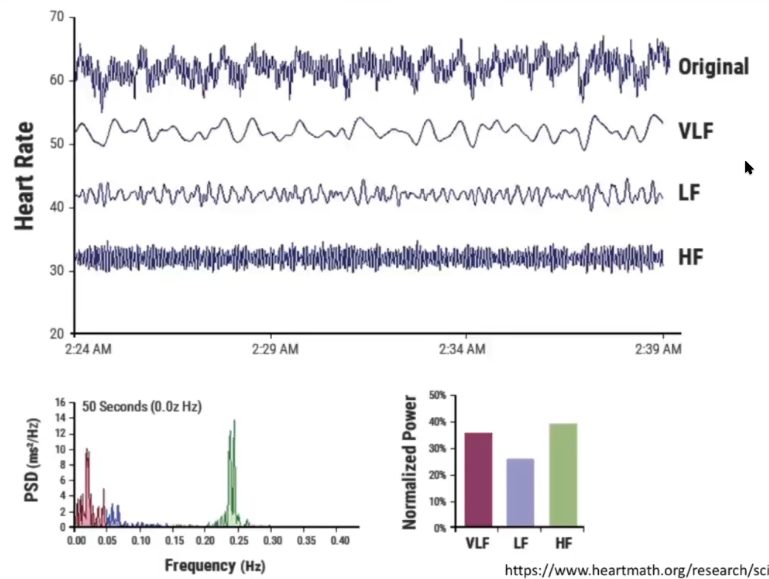 70
60
50
40
30
20
Heart Rate
Original
VLF
LF
HF
2:24 AM 2:29 AM 2:34 AM 2:39 AM
16
14
12
10
8
6
4
2
0
PSD (ms²/Hz)
50 Seconds (0.0z Hz)
0.00 0.05 0.10 0.15 0.20 0.25 0.30 0.35 0.40
Frequency (Hz)
50%
40%
30%
20%
10%
0%
Normalized Power
VLF LF HF
https://www.heartmath.org/research/sci